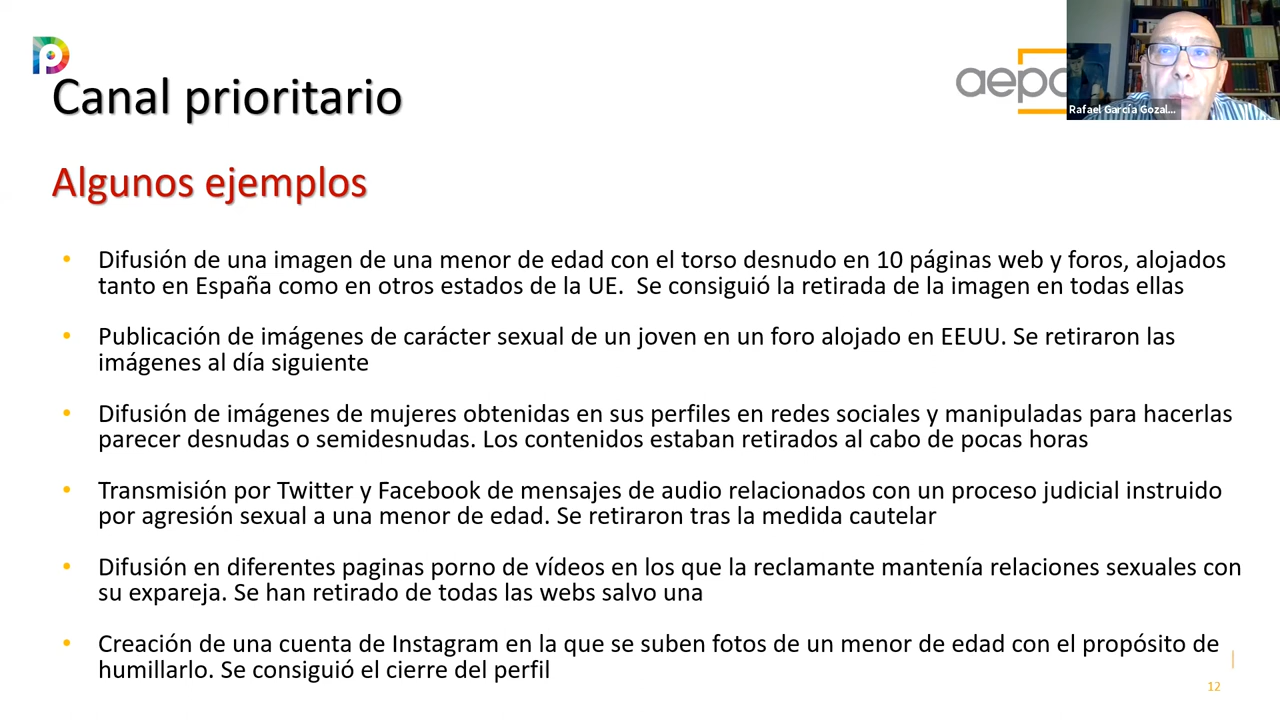 Canal prioritario
aepd
Rafael García Gozal...
Algunos ejemplos
• Difusión de una imagen de una menor de edad con el torso desnudo en 10 páginas web y foros, alojados
tanto en España como en otros estados de la UE.  Se consiguió la retirada de la imagen en todas ellas
• Publicación de imágenes de carácter sexual de un joven en un foro alojado en EEUU. Se retiraron las
imágenes al día siguiente
• Difusión de imágenes de mujeres obtenidas en sus perfiles en redes sociales y manipuladas para hacerlas
parecer desnudas o semidesnudas. Los contenidos estaban retirados al cabo de pocas horas
• Transmisión por Twitter y Facebook de mensajes de audio relacionados con un proceso judicial instruido
por agresión sexual a una menor de edad. Se retiraron tras la medida cautelar
• Difusión en diferentes paginas porno de vídeos en los que la reclamante mantenía relaciones sexuales con
su expareja. Se han retirado de todas las webs salvo una
• Creación de una cuenta de Instagram en la que se suben fotos de un menor de edad con el propósito de
humillarlo. Se consiguió el cierre del perfil
12